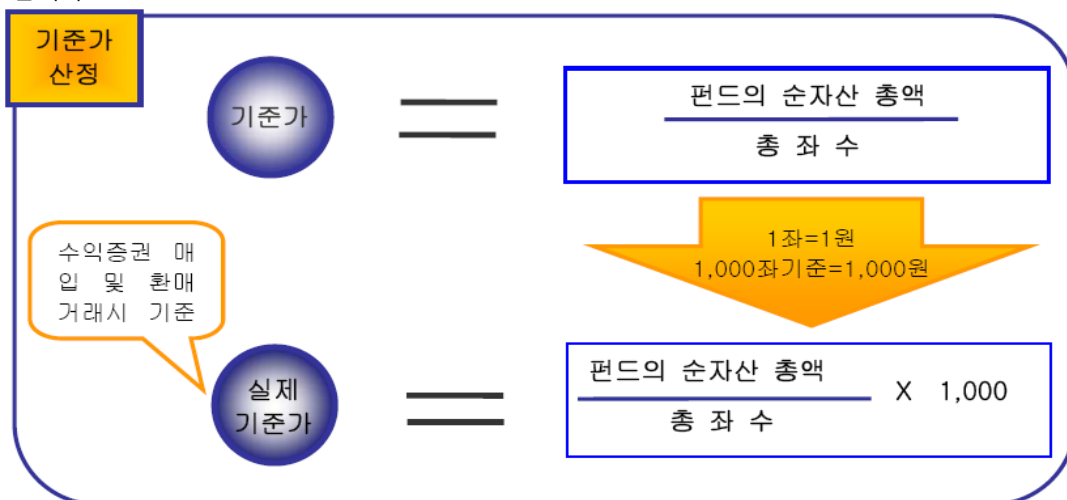 기준가
산정
기준가
펀드의 순자산 총액
총 좌 수
1좌=1원
1,000좌기준=1,000원
수익증권 매
입 및 환매
거래시 기준
실제
기준가
펀드의 순자산 총액
총 좌 수
X 1,000